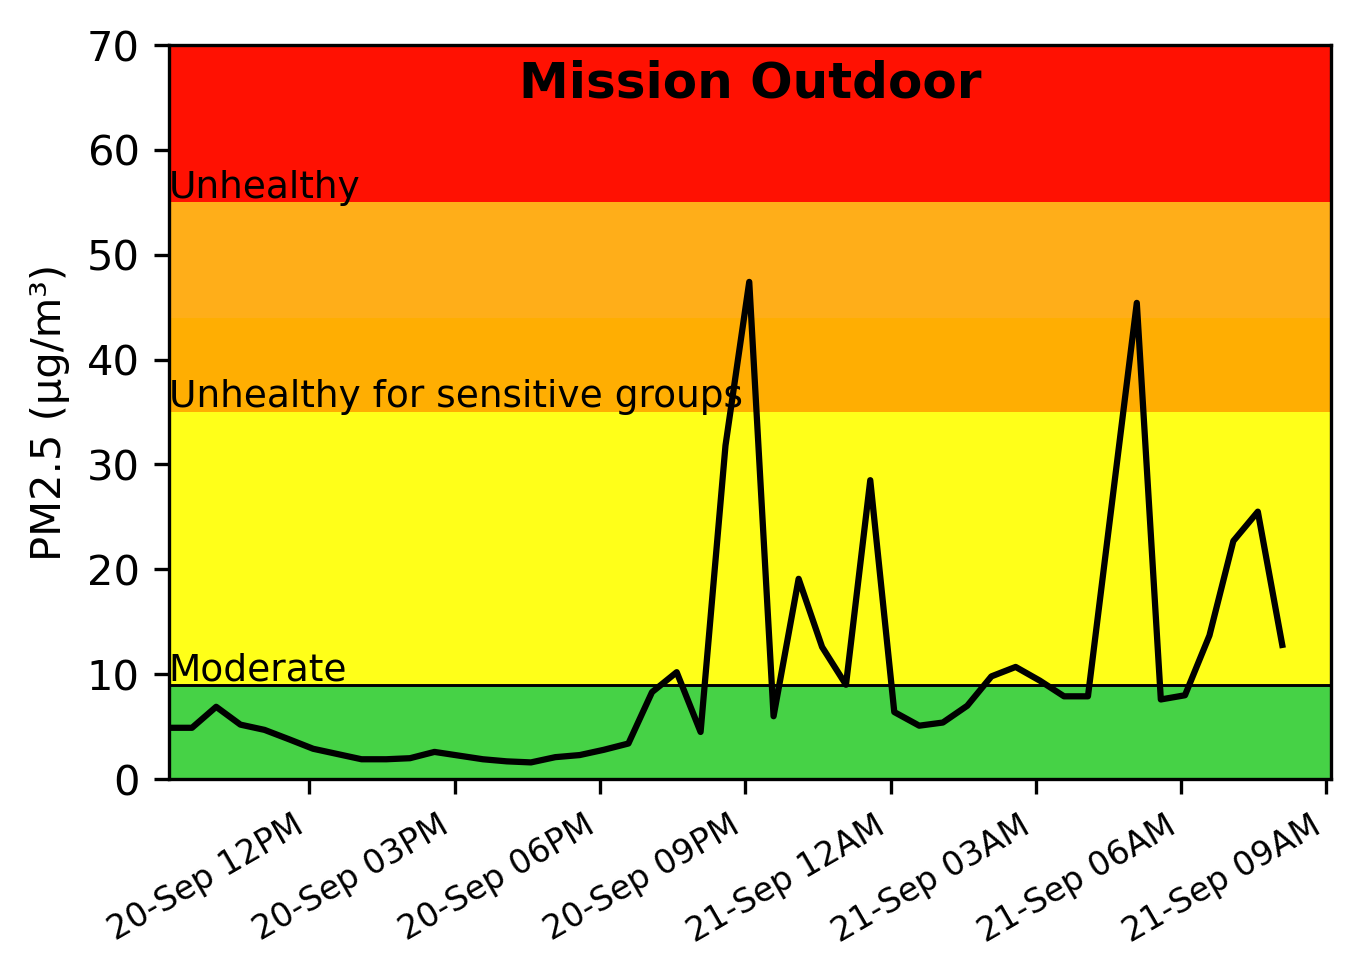 Mission Outdoor
PM2.5 (µg/m³)
70
60
50
40
30
20
10
0
Unhealthy
Unhealthy for sensitive groups
Moderate
20-Sep 12PM
20-Sep 03PM
20-Sep 06PM
20-Sep 09PM
21-Sep 12AM
21-Sep 03AM
21-Sep 06AM
21-Sep 09AM